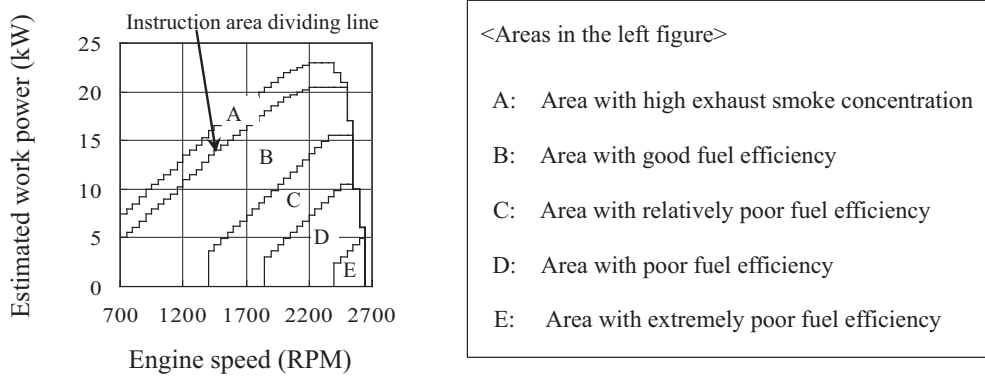 Instruction area dividing line
Estimated work power (kW)
25
20
15
10
5
0
A
B
C
D
E
700 1200 1700 2200 2700
Engine speed (RPM)
<Areas in the left figure>
A: Area with high exhaust smoke concentration
B: Area with good fuel efficiency
C: Area with relatively poor fuel efficiency
D: Area with poor fuel efficiency
E: Area with extremely poor fuel efficiency